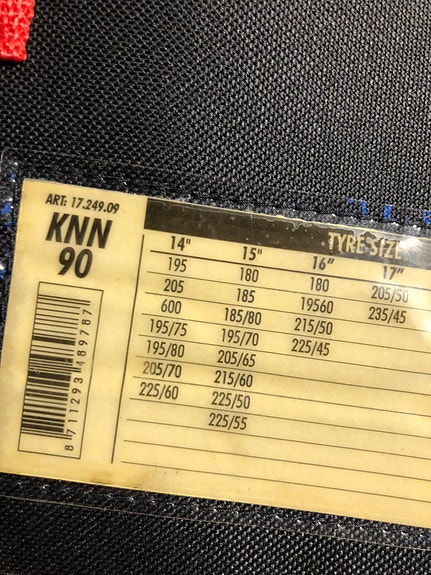 ART: 17.249.09
KNN
90
8 711293 489787
TYRE SIZE
14" 15" 16" 17"
195 180 180 205/50
205 185 19560 235/45
600 185/80 215/50
195/75 195/70 225/45
195/80 205/65
205/70 215/60
225/60 225/50
225/55